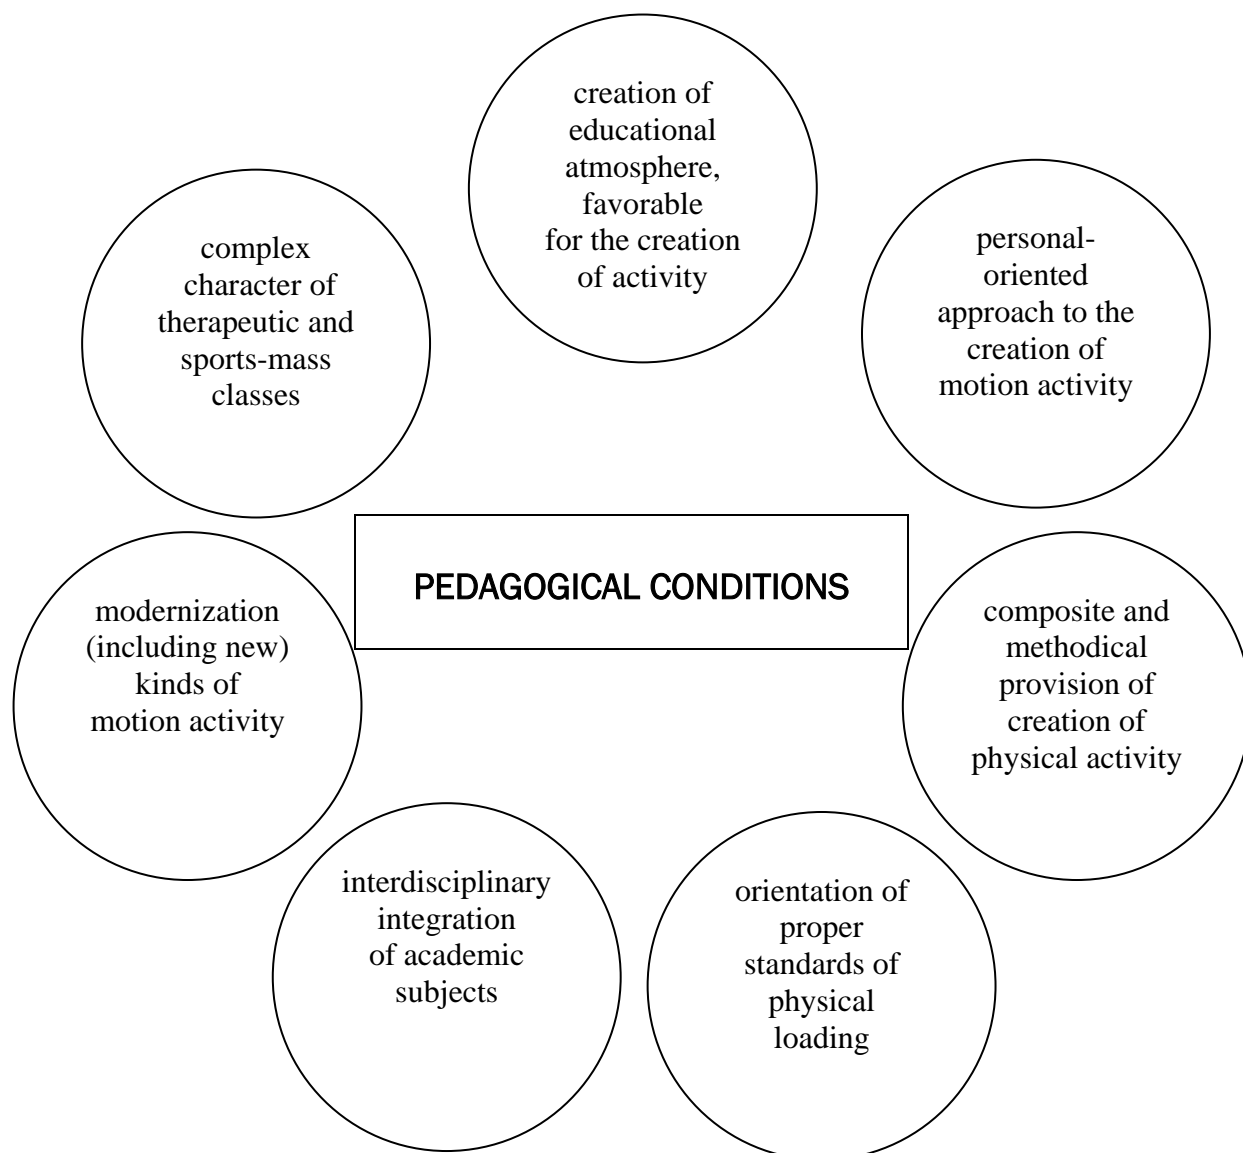 creation of
educational
atmosphere,
favorable
for the creation
of activity
personal-
oriented
approach to the
creation of
motion activity
complex
character of
therapeutic and
sports-mass
classes
PEDAGOGICAL CONDITIONS
modernization
(including new)
kinds of
motion activity
composite and
methodical
provision of
creation of
physical activity
interdisciplinary
integration
of academic
subjects
orientation of
proper
standards of
physical
loading